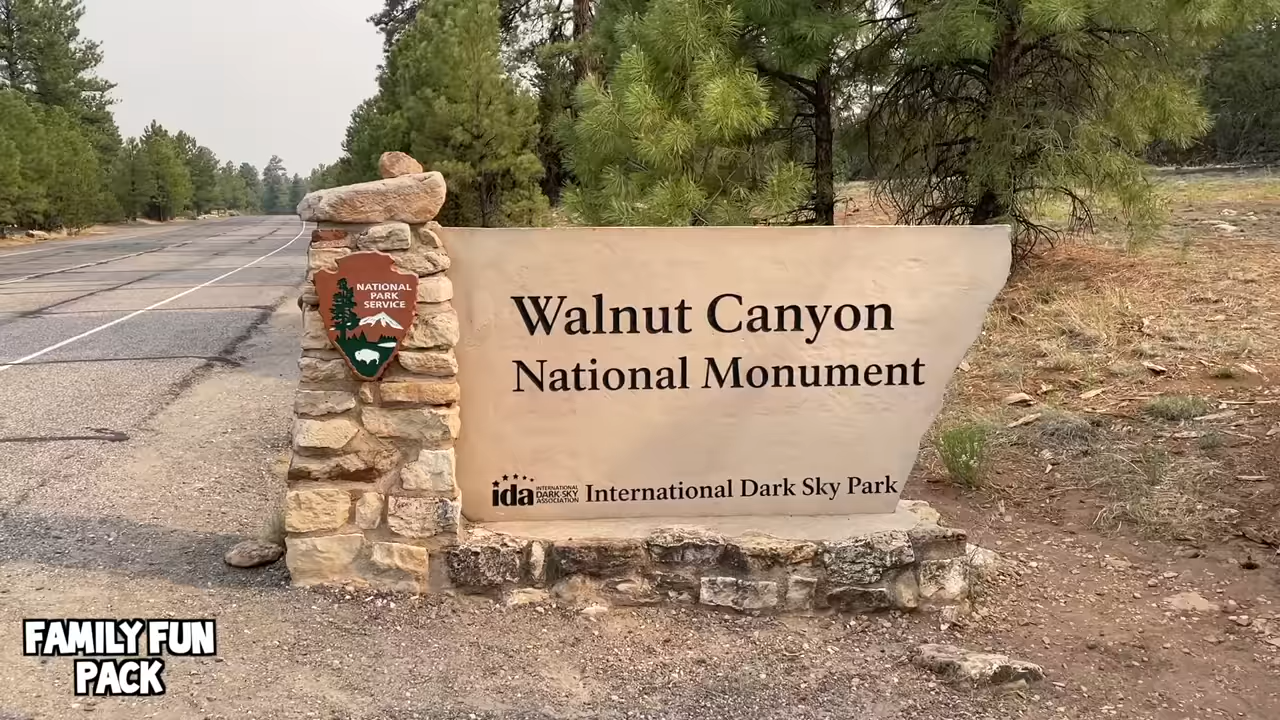 NATIONAL
PARK
SERVICE
Walnut Canyon
National Monument
ida INTERNATIONAL
DARK-SKY
ASSOCIATION
International Dark Sky Park
FAMILY FUN
PACK